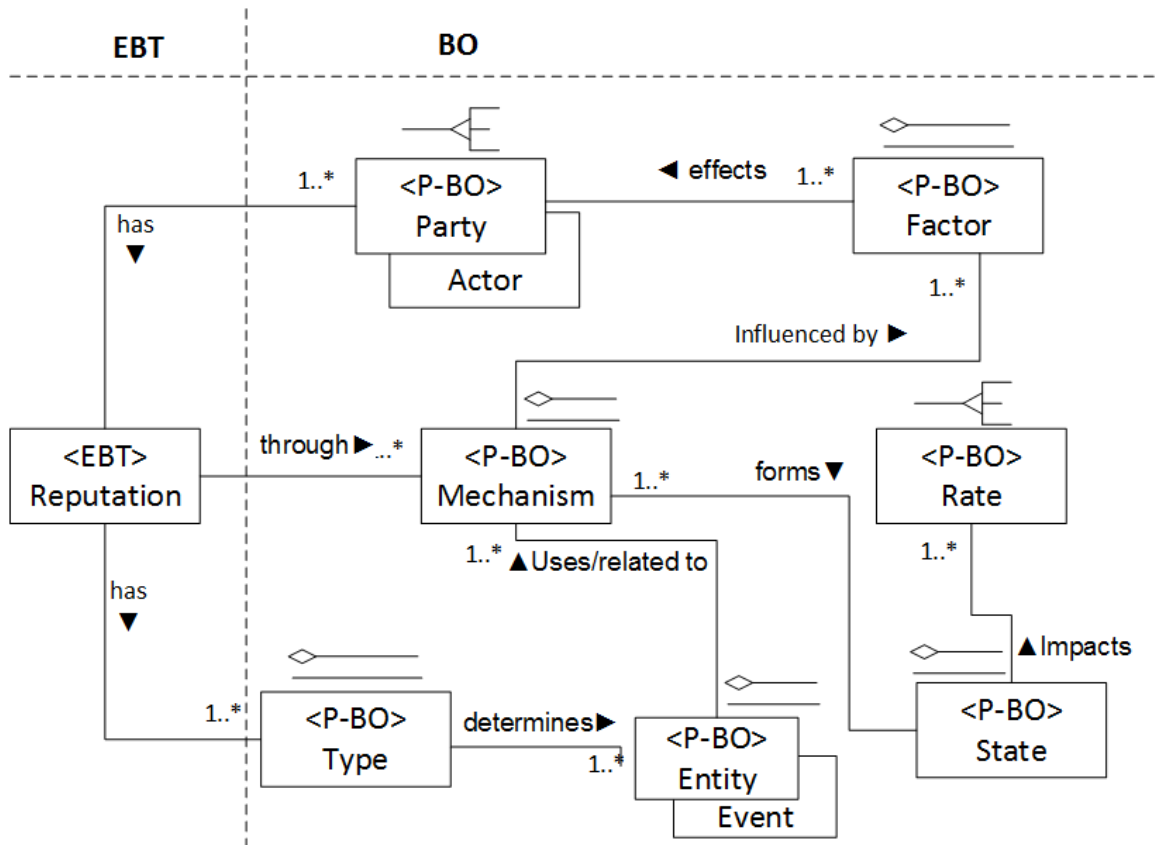 EBT
BO
1..*
<P-BO>
Party
Actor
◄ effects
1..*
<P-BO>
Factor
has
▼
1..*
Influenced by ►
<EBT>
Reputation
through►
...*
<P-BO>
Mechanism
1..*
forms▼
<P-BO>
Rate
1..*
1..*
▲Uses/related to
has
▼
1..*
<P-BO>
Type
determines►
1..*
<P-BO>
Entity
Event
▲Impacts
<P-BO>
State